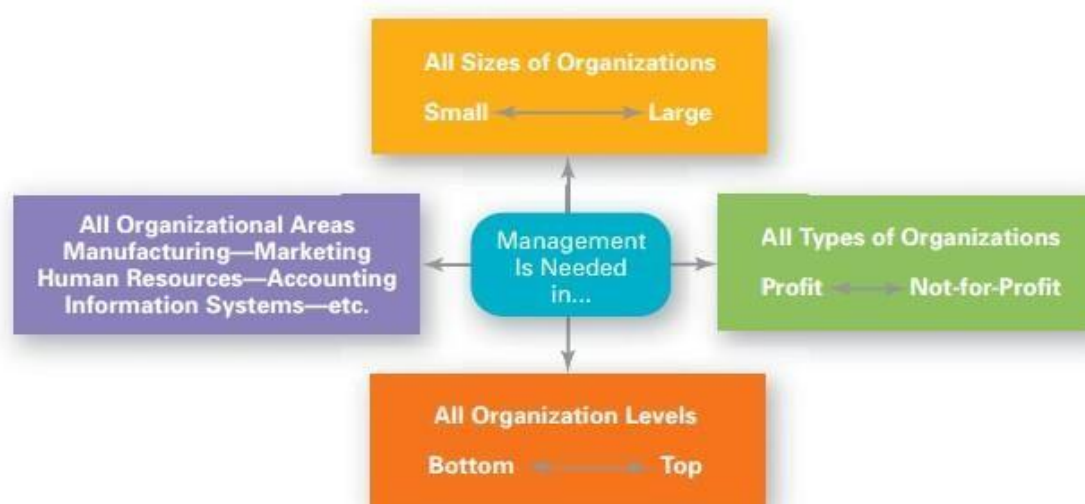 All Sizes of Organizations
Small Large
All Organizational Areas
Manufacturing—Marketing
Human Resources—Accounting
Information Systems—etc.
Management
Is Needed
in...
All Types of Organizations
Profit Not-for-Profit
All Organization Levels
Bottom Top